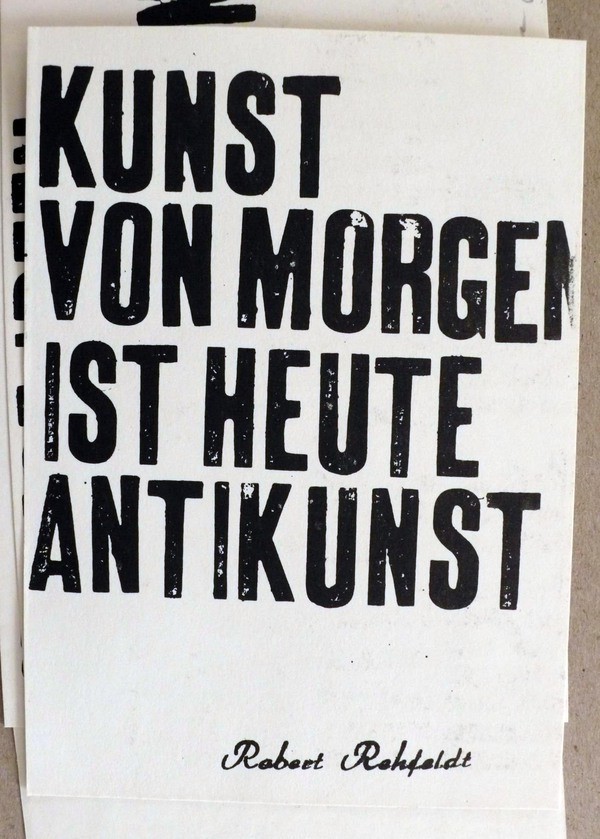 KUNST
VON MORGEN
IST HEUTE
ANTIKUNST
Robert Rehfeldt